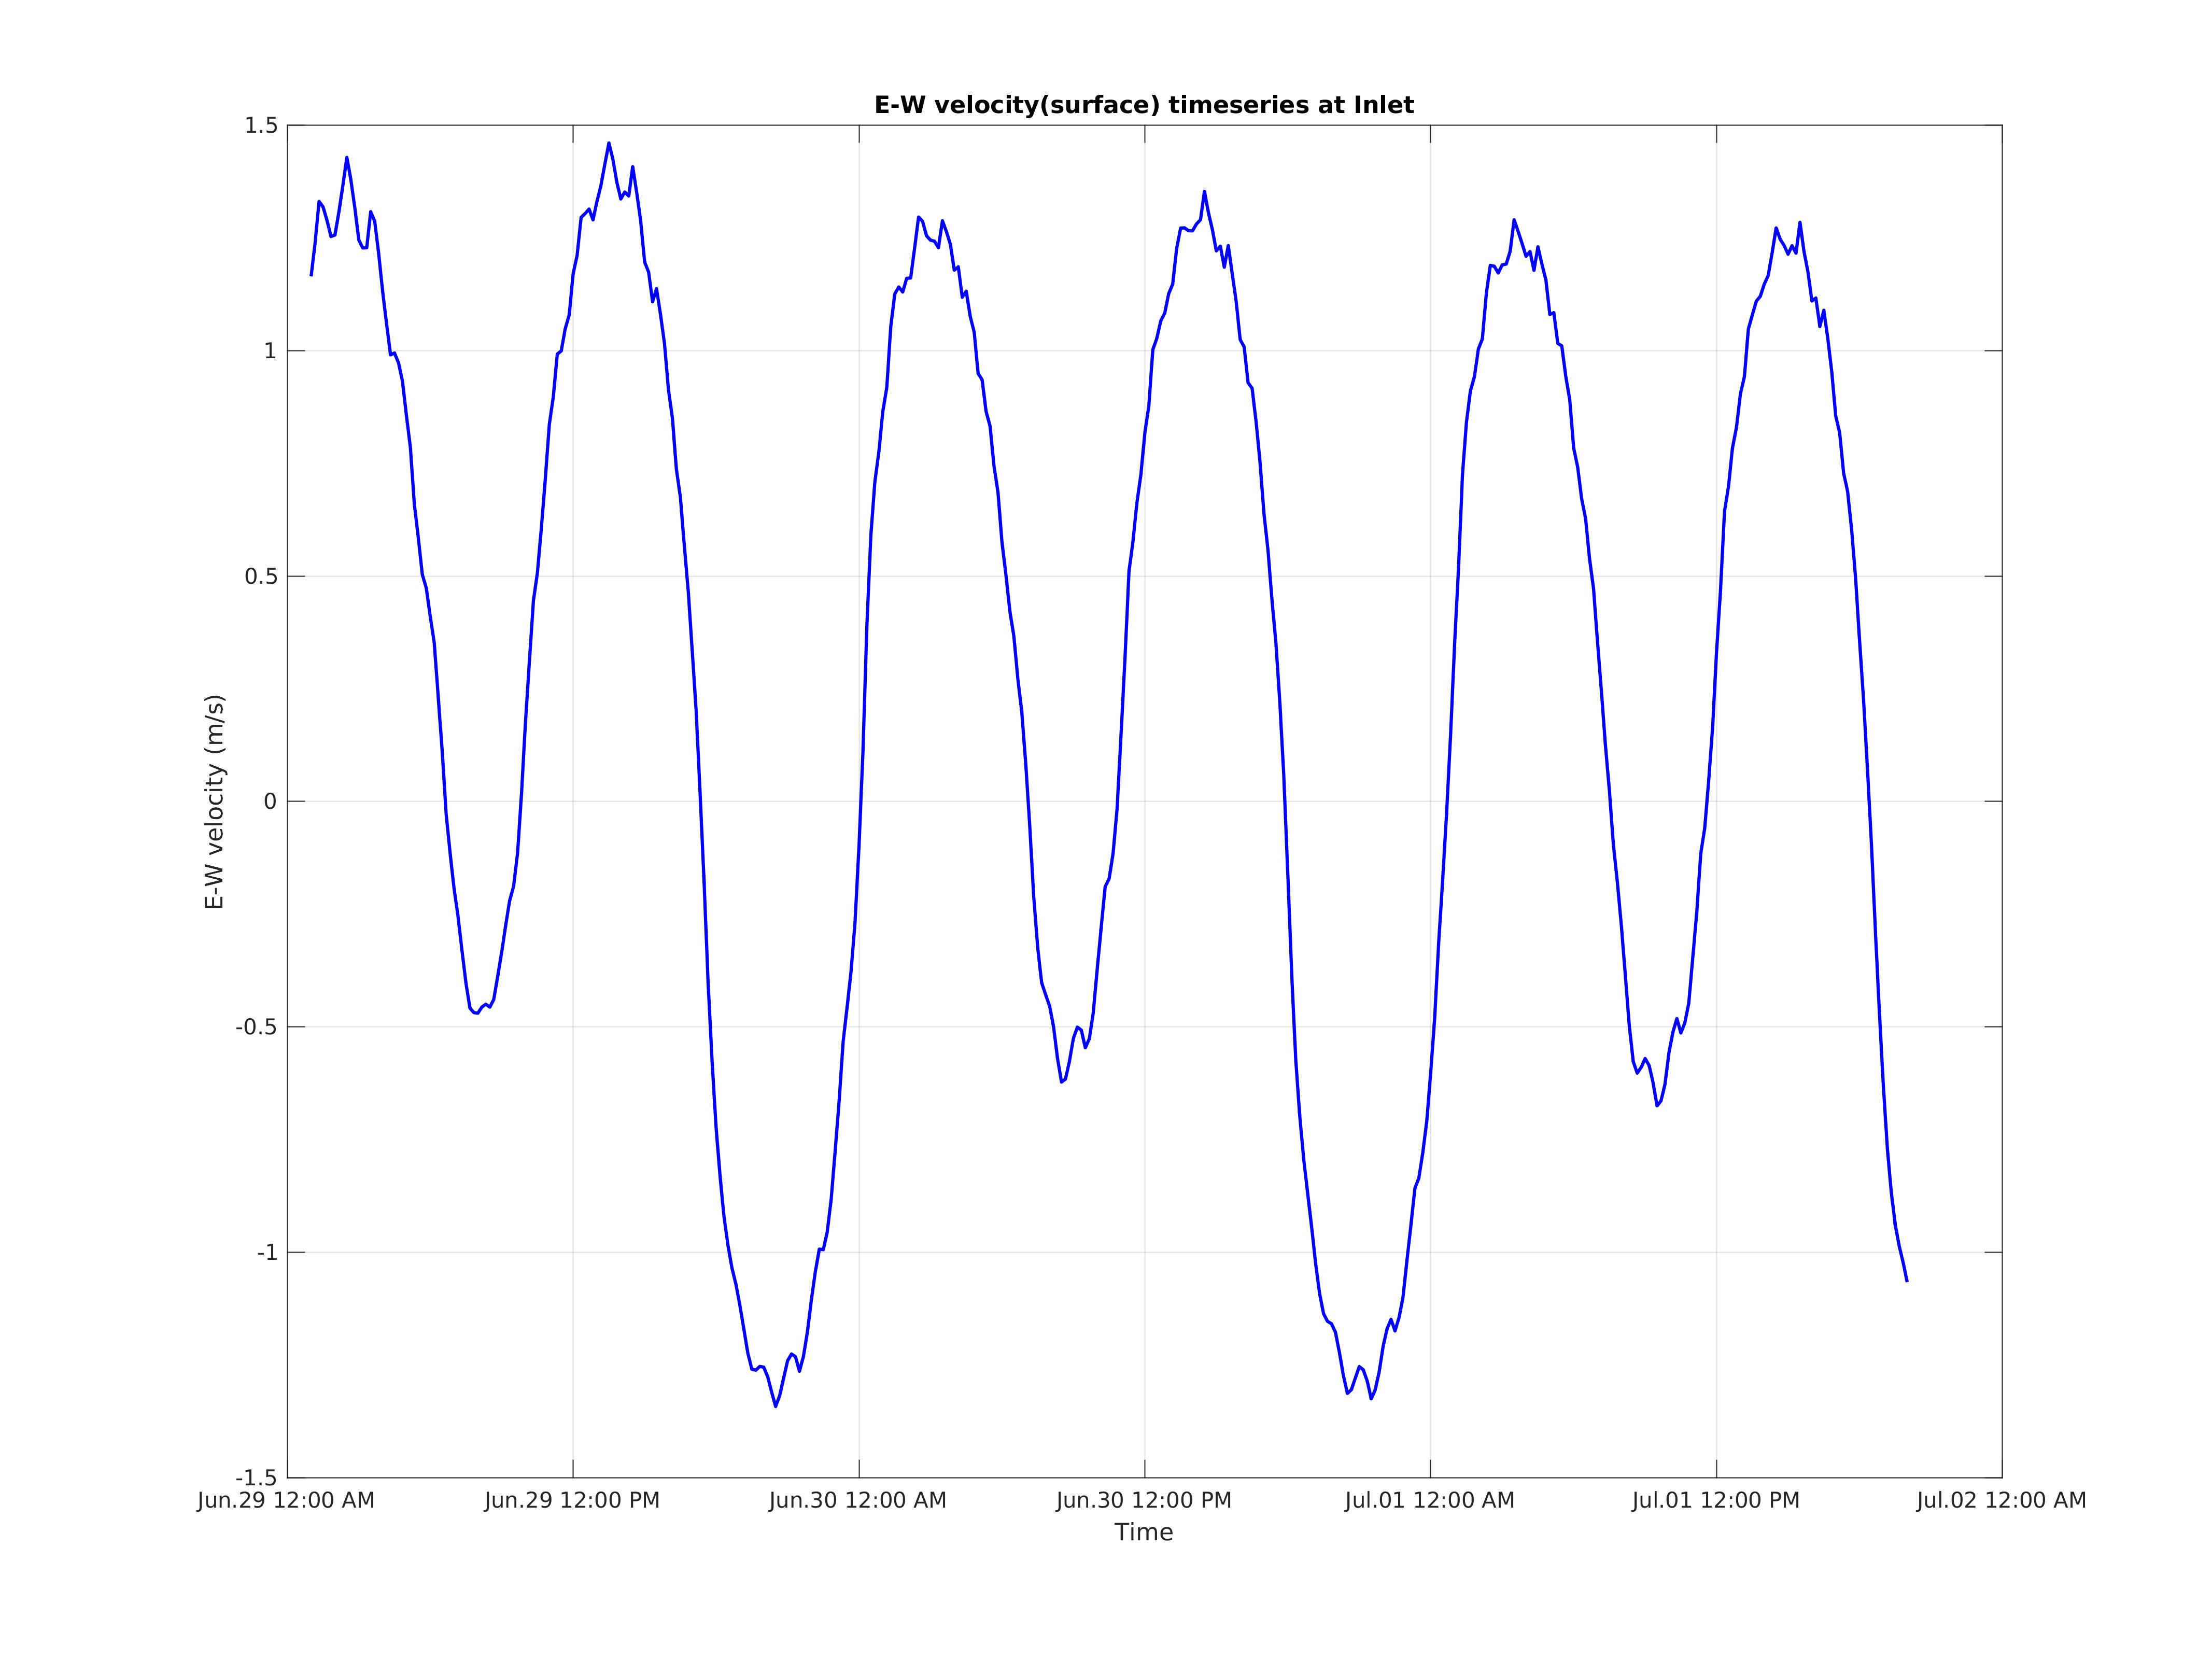 E-W velocity(surface) timeseries at Inlet
1.5
1
0.5
0
-0.5
-1
-1.5
E-W velocity (m/s)
Jun.29 12:00 AM Jun.29 12:00 PM Jun.30 12:00 AM Jun.30 12:00 PM Jul.01 12:00 AM Jul.01 12:00 PM Jul.02 12:00 AM
Time